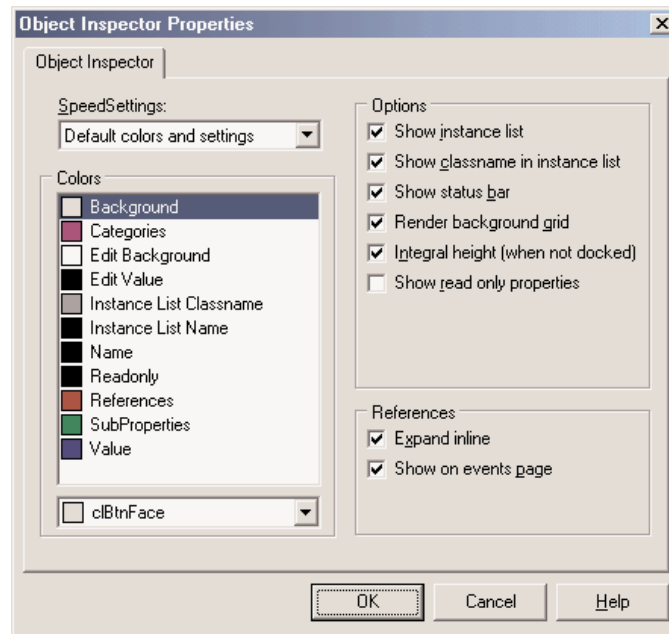 Object Inspector Properties
Object Inspector
SpeedSettings:
Default colors and settings
Colors
Background
Categories
Edit Background
Edit Value
Instance List Classname
Instance List Name
Name
Readonly
References
SubProperties
Value
clBtnFace
Options
Show instance list
Show classname in instance list
Show status bar
Render background grid
Integral height (when not docked)
Show read only properties
References
Expand inline
Show on events page
OK
Cancel
Help